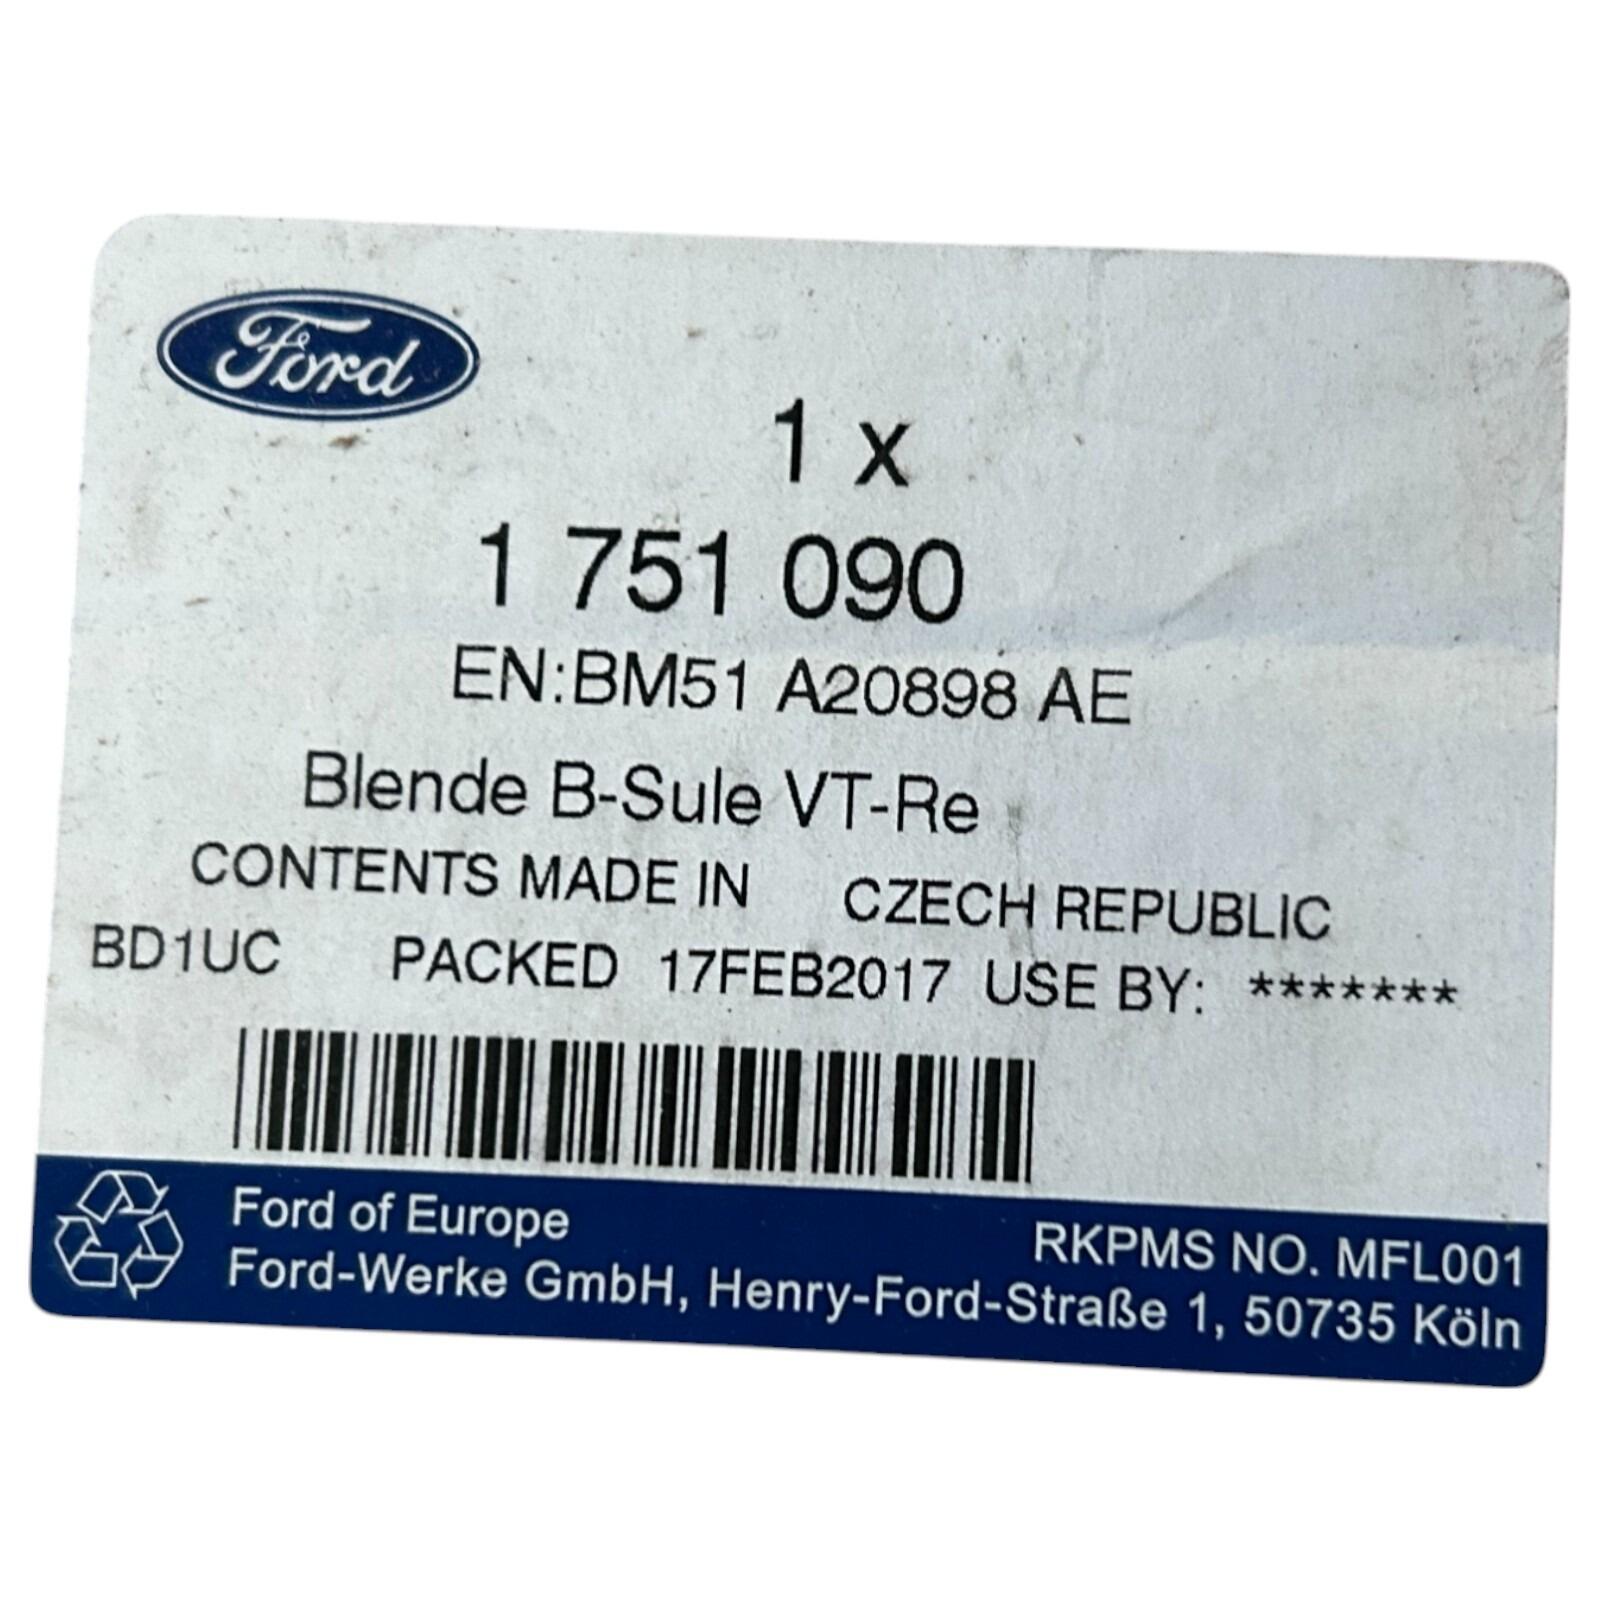 Ford
1 x
1 751 090
EN:BM51 A20898 AE
Blende B-Sule VT-Re
CONTENTS MADE IN CZECH REPUBLIC
BD1UC PACKED 17FEB2017 USE BY: *******
Ford of Europe
RKPMS NO. MFL001
Ford-Werke GmbH, Henry-Ford-Straße 1, 50735 Köln